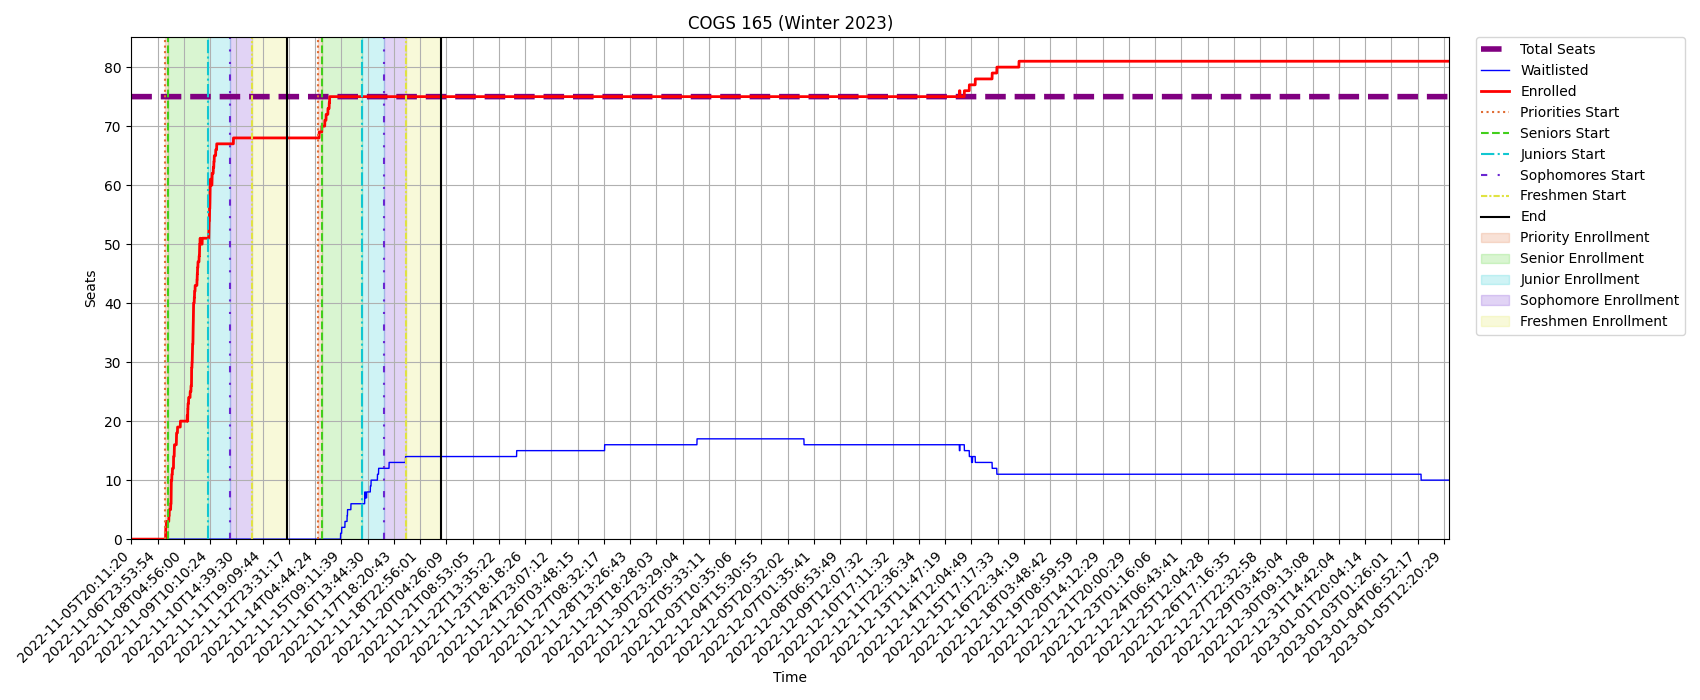 COGS 165 (Winter 2023)
Seats
80
70
60
50
40
30
20
10
0
2022-11-05T20:11:20
2022-11-06T23:53:54
2022-11-08T04:56:00
2022-11-09T10:10:24
2022-11-10T14:39:30
2022-11-11T19:09:44
2022-11-12T23:31:17
2022-11-14T04:44:24
2022-11-15T09:11:39
2022-11-16T13:44:30
2022-11-17T18:20:43
2022-11-18T22:56:01
2022-11-20T04:26:09
2022-11-21T08:53:05
2022-11-22T13:35:22
2022-11-23T18:18:26
2022-11-24T23:07:12
2022-11-26T03:48:15
2022-11-27T08:32:17
2022-11-28T13:26:43
2022-11-29T18:28:03
2022-11-30T23:29:04
2022-12-02T05:33:11
2022-12-03T10:35:06
2022-12-04T15:30:55
2022-12-05T20:32:02
2022-12-07T01:35:41
2022-12-08T06:53:49
2022-12-09T12:07:32
2022-12-10T17:11:32
2022-12-11T22:36:34
2022-12-13T11:47:19
2022-12-14T12:04:49
2022-12-15T17:17:33
2022-12-16T22:34:19
2022-12-18T03:48:42
2022-12-19T08:59:59
2022-12-20T14:12:29
2022-12-21T20:00:29
2022-12-23T01:16:06
2022-12-24T06:43:41
2022-12-25T12:04:28
2022-12-26T17:16:35
2022-12-27T22:32:58
2022-12-29T03:45:04
2022-12-30T09:13:08
2022-12-31T14:42:04
2023-01-01T20:04:14
2023-01-03T01:26:01
2023-01-04T06:52:17
2023-01-05T12:20:29
Time
Total Seats
Waitlisted
Enrolled
Priorities Start
Seniors Start
Juniors Start
Sophomores Start
Freshmen Start
End
Priority Enrollment
Senior Enrollment
Junior Enrollment
Sophomore Enrollment
Freshmen Enrollment